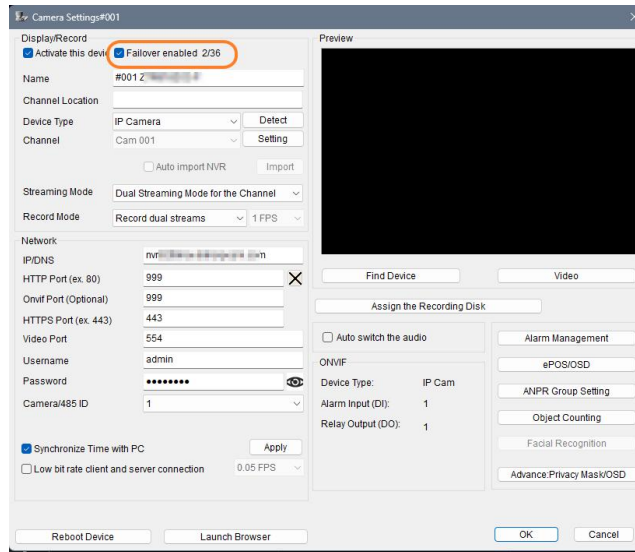 Camera Settings#001
Display/Record
Activate this devi
Failover enabled 2/36
Name
#001 Z
Channel Location
Device Type
IP Camera
Detect
Channel
Cam 001
Setting
Auto import NVR
Import
Streaming Mode
Dual Streaming Mode for the Channel
Record Mode
Record dual streams
1 FPS
Network
IP/DNS
HTTP Port (ex. 80)
999
Onvif Port (Optional)
999
HTTPS Port (ex. 443)
443
Video Port
554
Username
admin
Password
••••••••
Camera/485 ID
1
Synchronize Time with PC
Apply
Low bit rate client and server connection
0.05 FPS
Reboot Device
Launch Browser
Preview
Find Device
Video
Assign the Recording Disk
Auto switch the audio
ONVIF
Device Type:
IP Cam
Alarm Input (DI):
1
Relay Output (DO):
1
Alarm Management
ePOS/OSD
ANPR Group Setting
Object Counting
Facial Recognition
Advance:Privacy Mask/OSD
OK
Cancel